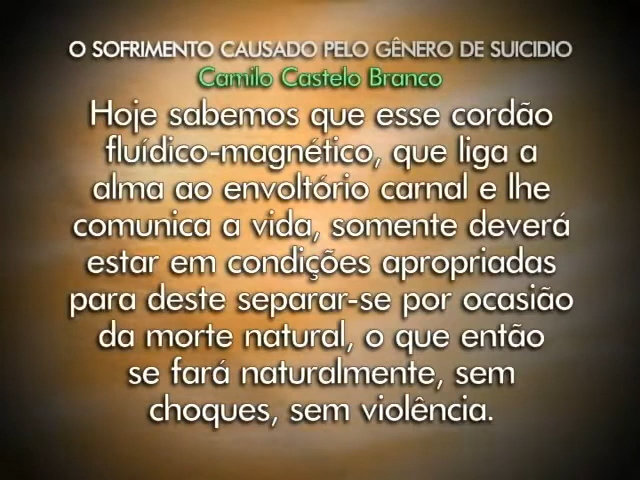 O SOFRIMENTO CAUSADO PELO GÊNERO DE SUICIDIO
Camilo Castelo Branco
Hoje sabemos que esse cordão
fluídico-magnético, que liga a
alma ao envoltório carnal e lhe
comunica a vida, somente deverá
estar em condições apropriadas
para deste separar-se por ocasião
da morte natural, o que então
se fará naturalmente, sem
choques, sem violência.